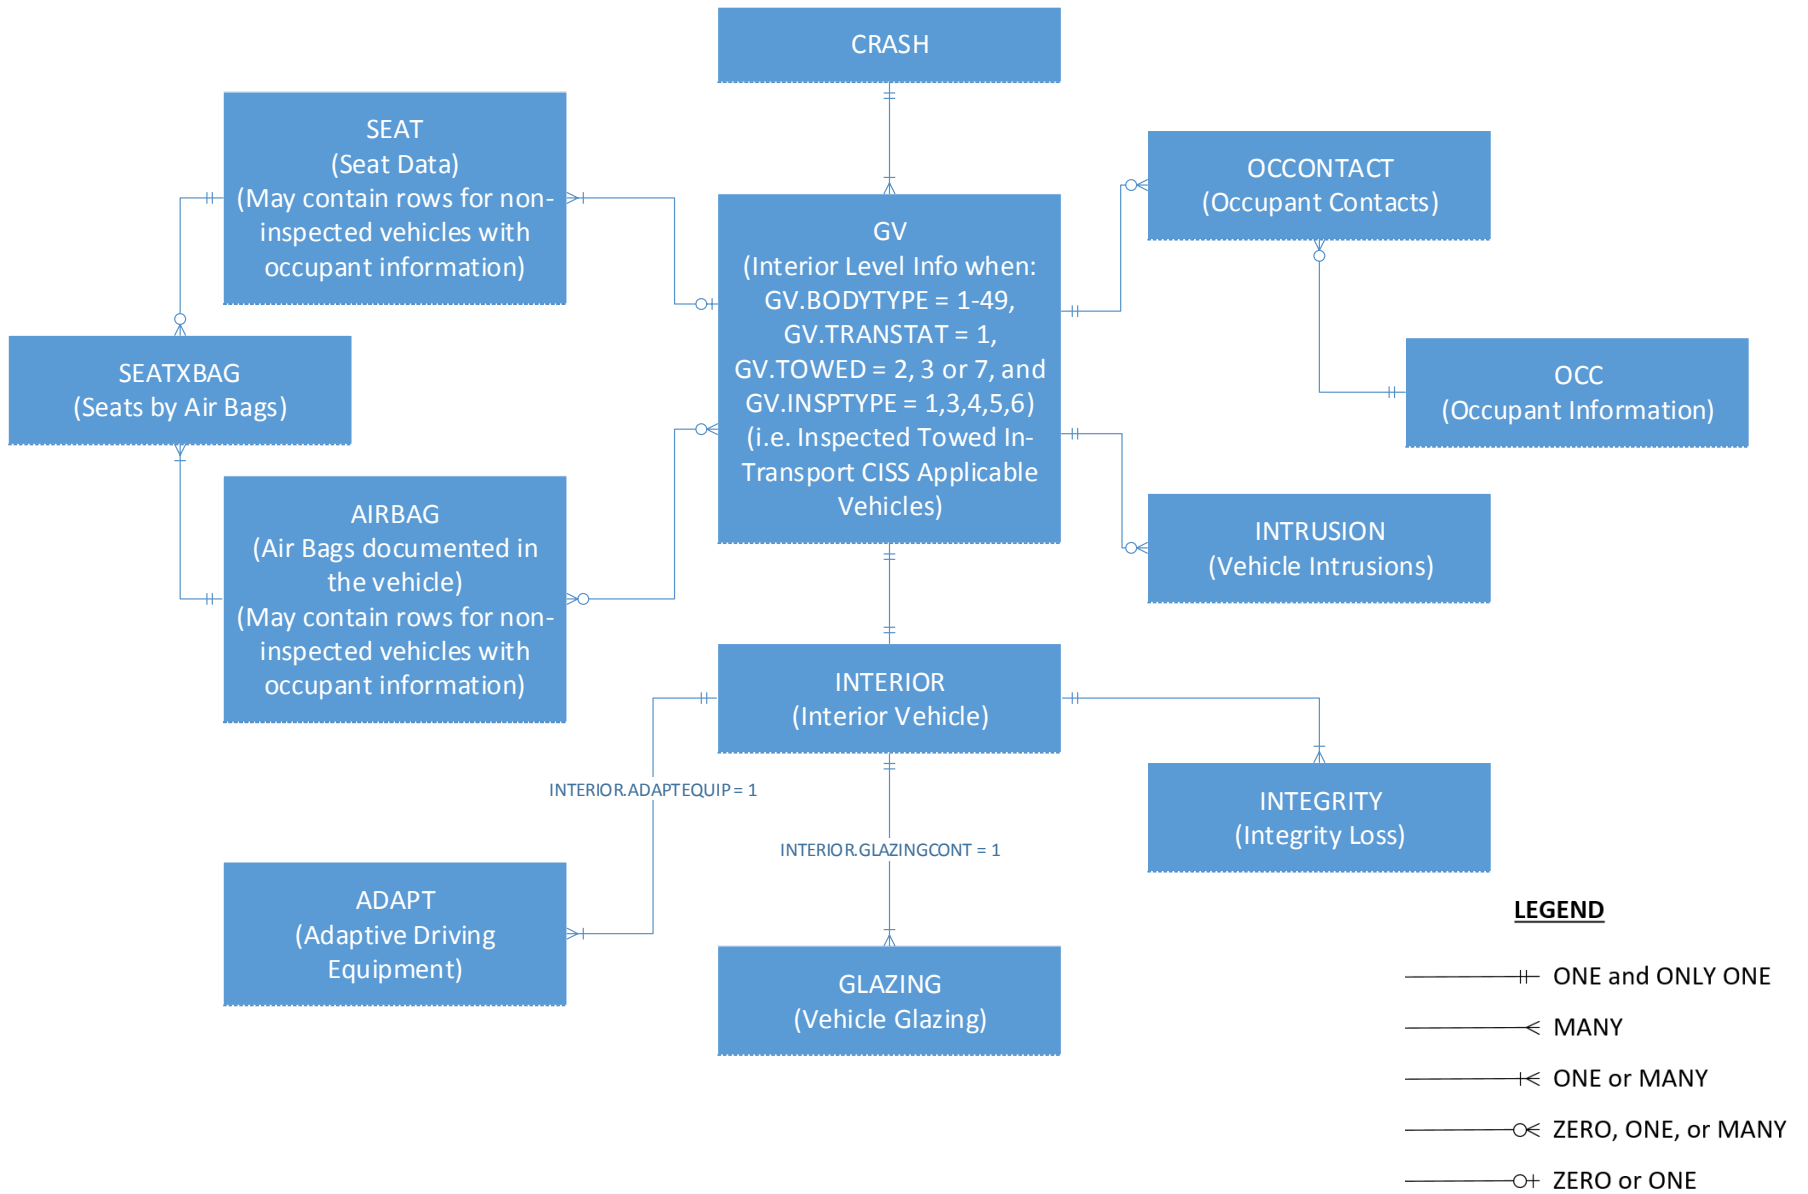 CRASH
SEAT
(Seat Data)
(May contain rows for non-
inspected vehicles with
occupant information)
OCCONTACT
(Occupant Contacts)
GV
(Interior Level Info when:
GV.BODYTYPE = 1-49,
GV.TRANSTAT = 1,
GV.TOWED = 2, 3 or 7, and
GV.INSPTYPE = 1,3,4,5,6)
(i.e. Inspected Towed In-
Transport CISS Applicable
Vehicles)
SEATXBAG
(Seats by Air Bags)
OCC
(Occupant Information)
AIRBAG
(Air Bags documented in
the vehicle)
(May contain rows for non-
inspected vehicles with
occupant information)
INTRUSION
(Vehicle Intrusions)
INTERIOR
(Interior Vehicle)
INTERIOR.ADAPTEQUIP = 1
INTEGRITY
(Integrity Loss)
INTERIOR.GLAZINGCONT = 1
ADAPT
(Adaptive Driving
Equipment)
GLAZING
(Vehicle Glazing)
LEGEND
ONE and ONLY ONE
MANY
ONE or MANY
ZERO, ONE, or MANY
ZERO or ONE